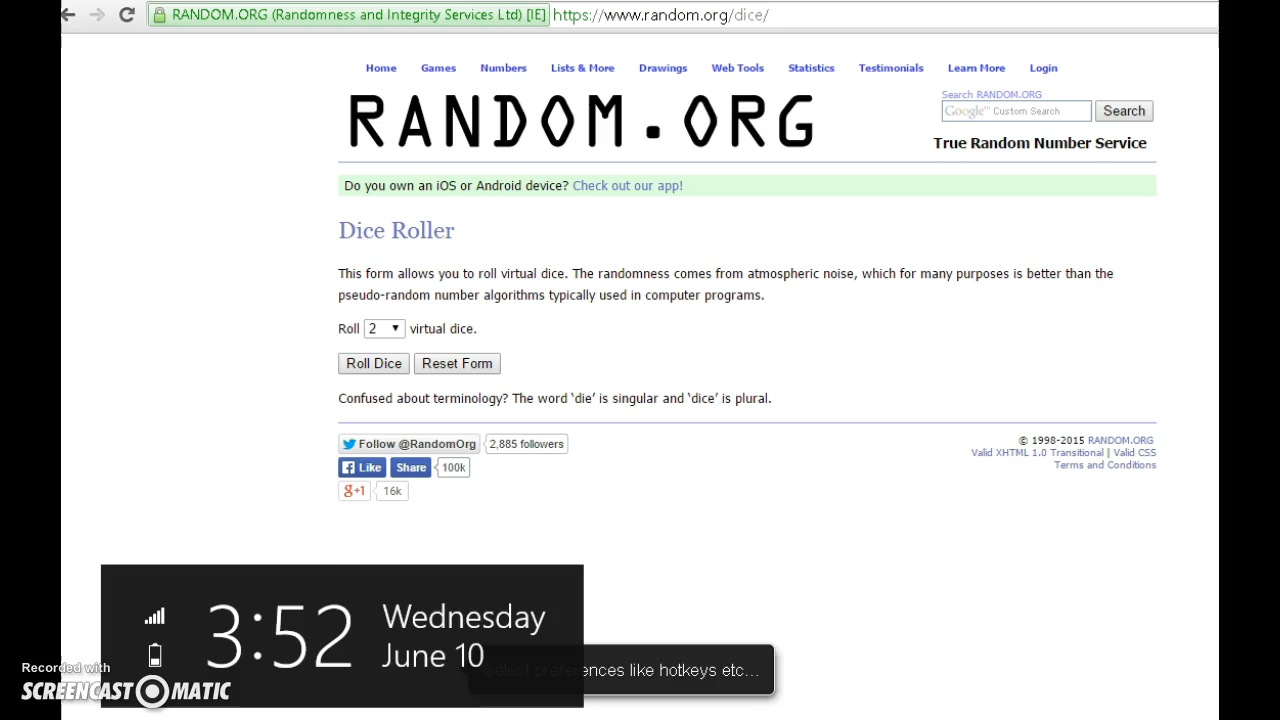 RANDOM.ORG (Randomness and Integrity Services Ltd) [IE] https://www.random.org/dice/
Home Games Numbers Lists & More Drawings Web Tools Statistics Testimonials Learn More Login
RANDOM.ORG
Search RANDOM.ORG
Google™ Custom Search Search
True Random Number Service
Do you own an iOS or Android device? Check out our app!
Dice Roller
This form allows you to roll virtual dice. The randomness comes from atmospheric noise, which for many purposes is better than the
pseudo-random number algorithms typically used in computer programs.
Roll 2 virtual dice.
Roll Dice Reset Form
Confused about terminology? The word ‘die’ is singular and ‘dice’ is plural.
Follow @RandomOrg 2,885 followers
Like Share 100k
g+1 16k
© 1998-2015 RANDOM.ORG
Valid XHTML 1.0 Transitional | Valid CSS
Terms and Conditions
3:52 Wednesday
June 10
select preferences like hotkeys etc...
Recorded with
SCREENCAST-O-MATIC